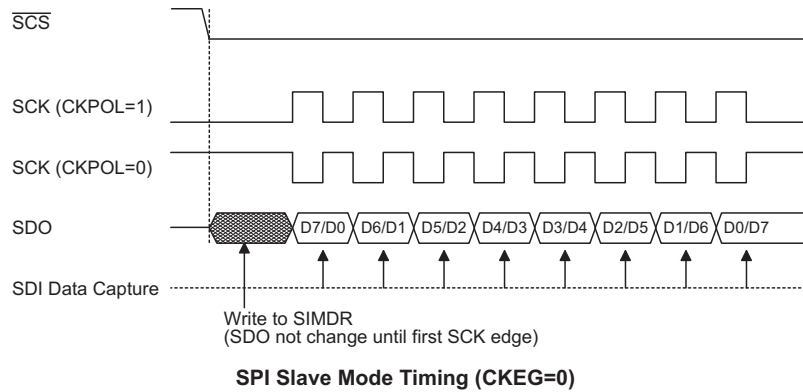 SCS
SCK (CKPOL=1)
SCK (CKPOL=0)
SDO D7/D0 D6/D1 D5/D2 D4/D3 D3/D4 D2/D5 D1/D6 D0/D7
SDI Data Capture
Write to SIMDR
(SDO not change until first SCK edge)
SPI Slave Mode Timing (CKEG=0)